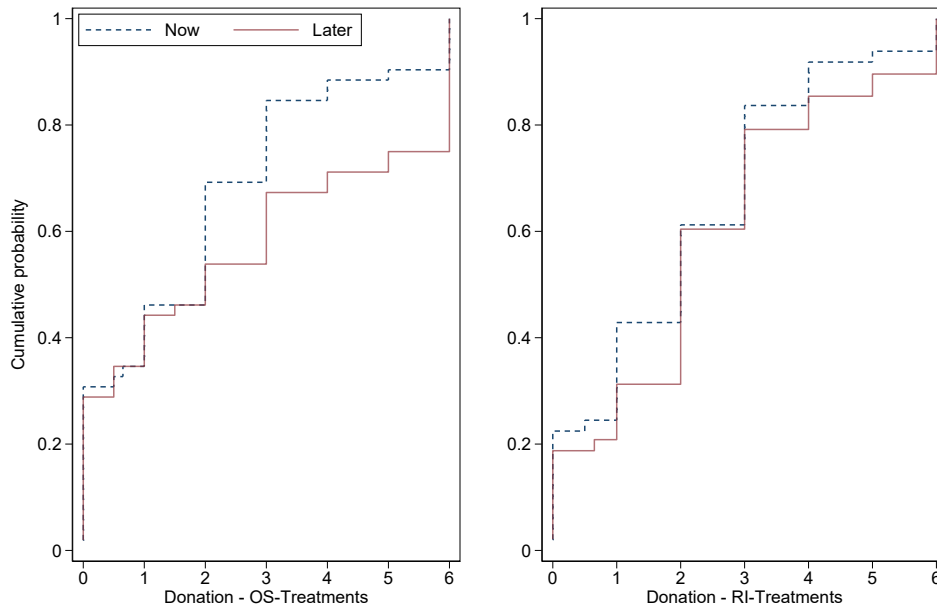 Now Later
Cumulative probability
1
0.8
0.6
0.4
0.2
0
0 1 2 3 4 5 6
Donation - OS-Treatments
1
0.8
0.6
0.4
0.2
0
0 1 2 3 4 5 6
Donation - RI-Treatments